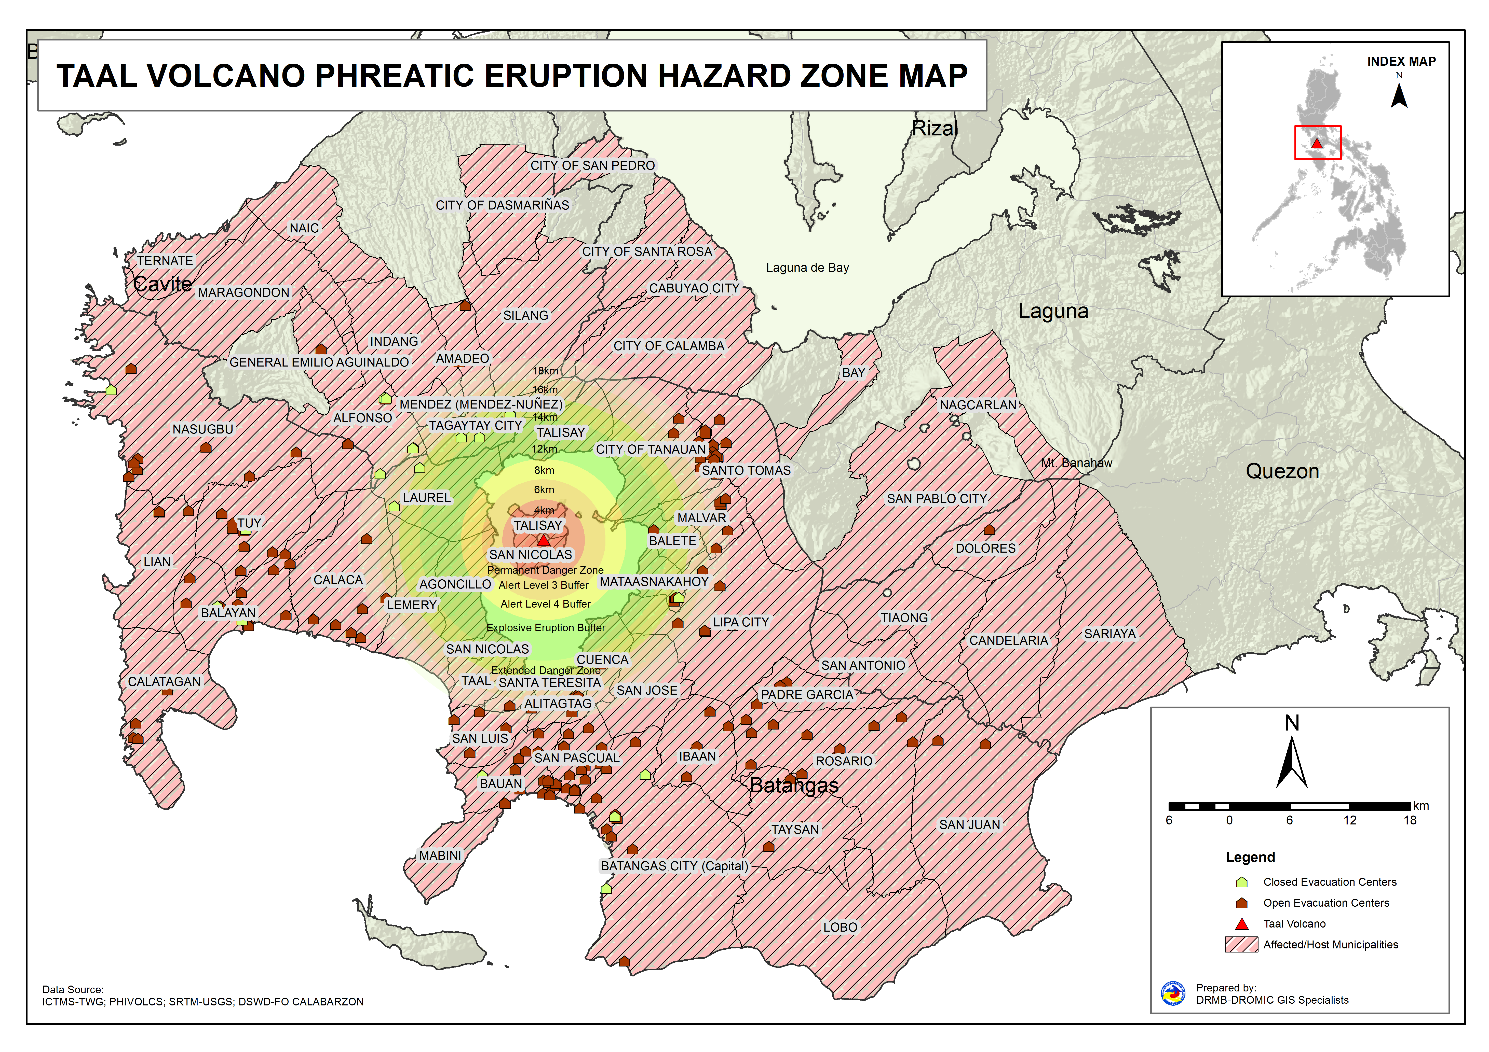 B
TAAL VOLCANO PHREATIC ERUPTION HAZARD ZONE MAP
INDEX MAP
N
Rizal
CITY OF SAN PEDRO
CITY OF DASMARIÑAS
NAIC
CITY OF SANTA ROSA
TERNATE
Laguna de Bay
Cavite
MARAGONDON
CABUYAO CITY
SILANG
Laguna
INDANG
CITY OF CALAMBA
GENERAL EMILIO AGUINALDO
AMADEO
18km
BAY
16km
MENDEZ (MENDEZ-NUÑEZ)
NAGCARLAN
ALFONSO
14km
NASUGBU
TAGAYTAY CITY
TALISAY
12km
CITY OF TANAUAN
Mt. Banahaw
8km
SANTO TOMAS
Quezon
6km
LAUREL
SAN PABLO CITY
4km
TUY
TALISAY
MALVAR
BALETE
DOLORES
SAN NICOLAS
LIAN
Permanent Danger Zone
CALACA
AGONCILLO
Alert Level 3 Buffer
MATAASNAKAHOY
LEMERY
Alert Level 4 Buffer
BALAYAN
TIAONG
LIPA CITY
Explosive Eruption Buffer
CANDELARIA
SARIAYA
SAN NICOLAS
CUENCA
SAN ANTONIO
Extended Danger Zone
CALATAGAN
TAAL
SANTA TERESITA
SAN JOSE
PADRE GARCIA
ALITAGTAG
SAN LUIS
SAN PASCUAL
IBAAN
ROSARIO
BAUAN
Batangas
TAYSAN
SAN JUAN
MABINI
BATANGAS CITY (Capital)
LOBO
N
km
6 0 6 12 18
Legend
Closed Evacuation Centers
Open Evacuation Centers
Taal Volcano
Affected/Host Municipalities
Data Source:
ICTMS-TWG; PHIVOLCS; SRTM-USGS; DSWD-FO CALABARZON
Prepared by:
DRMB-DROMIC GIS Specialists